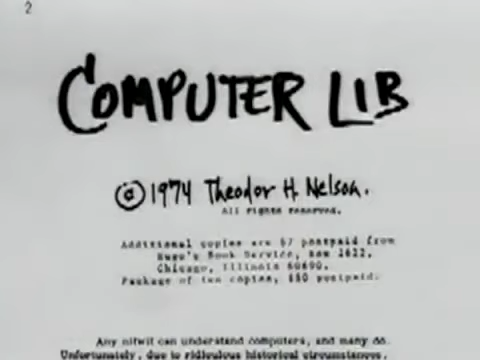 2
COMPUTER LIB
© 1974 Theodor H. Nelson.
All rights reserved.
Additional copies are $7 postpaid from
Hugo's Book Service, Box 2622,
Chicago, Illinois 60690.
Package of ten copies, $50 postpaid.
Any nitwit can understand computers, and many do.
Unfortunately, due to ridiculous historical circumstances,